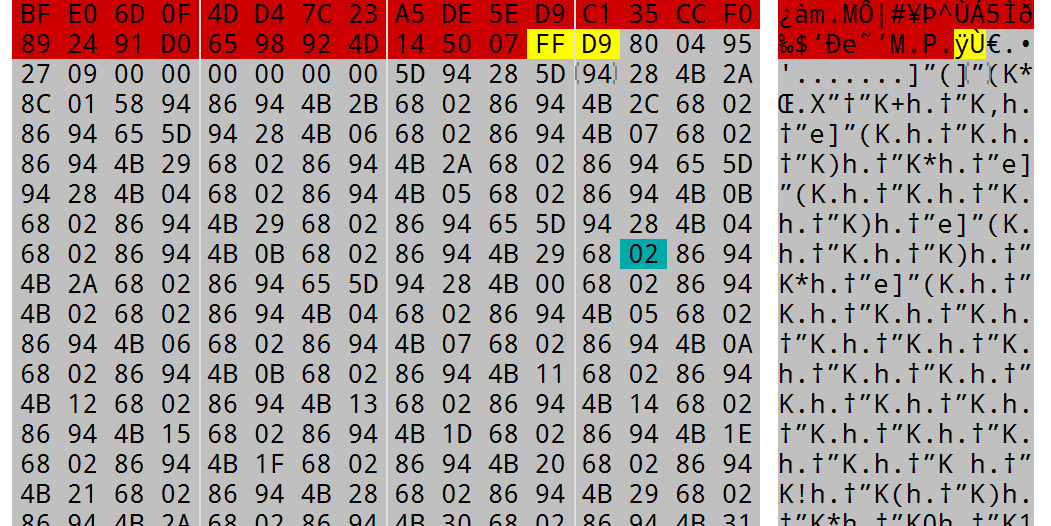 BF E0 6D 0F 4D D4 7C 23 A5 DE 5E D9 C1 35 CC F0 ¿àm.MÔ|#¥Þ^ÙÁ5Ìð
89 24 91 D0 65 98 92 4D 14 50 07 FF D9 80 04 95 ‰$‘Ðe˜’M.P.ÿÙ€.•
27 09 00 00 00 00 00 00 5D 94 28 5D 94 28 4B 2A '.......]”(]”(K*
8C 01 58 94 86 94 4B 2B 68 02 86 94 4B 2C 68 02 Œ.X”†”K+h.†”K,h.
86 94 65 5D 94 28 4B 06 68 02 86 94 4B 07 68 02 †”e]”(K.h.†”K.h.
86 94 4B 29 68 02 86 94 4B 2A 68 02 86 94 65 5D †”K)h.†”K*h.†”e]
94 28 4B 04 68 02 86 94 4B 05 68 02 86 94 4B 0B ”(K.h.†”K.h.†”K.
68 02 86 94 4B 29 68 02 86 94 65 5D 94 28 4B 04 h.†”K)h.†”e]”(K.
68 02 86 94 4B 0B 68 02 86 94 4B 29 68 02 86 94 h.†”K.h.†”K)h.†”
4B 2A 68 02 86 94 65 5D 94 28 4B 00 68 02 86 94 K*h.†”e]”(K.h.†”
4B 02 68 02 86 94 4B 04 68 02 86 94 4B 05 68 02 K.h.†”K.h.†”K.h.
86 94 4B 06 68 02 86 94 4B 07 68 02 86 94 4B 0A †”K.h.†”K.h.†”K.
68 02 86 94 4B 0B 68 02 86 94 4B 11 68 02 86 94 h.†”K.h.†”K.h.†”
4B 12 68 02 86 94 4B 13 68 02 86 94 4B 14 68 02 K.h.†”K.h.†”K.h.
86 94 4B 15 68 02 86 94 4B 1D 68 02 86 94 4B 1E †”K.h.†”K.h.†”K.
68 02 86 94 4B 1F 68 02 86 94 4B 20 68 02 86 94 h.†”K.h.†”K h.†”
4B 21 68 02 86 94 4B 28 68 02 86 94 4B 29 68 02 K!h.†”K(h.†”K)h.
86 94 4B 2A 68 02 86 94 4B 30 68 02 86 94 4B 31 †”K*h.†”K0h.†”K1